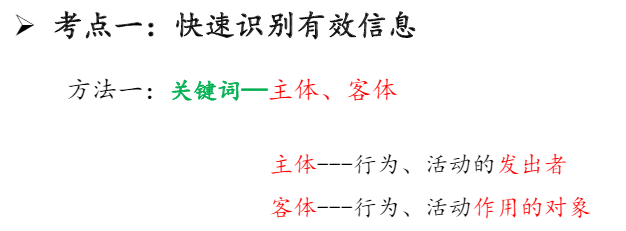 ➢ 考点一：快速识别有效信息
方法一：关键词—主体、客体
主体---行为、活动的发出者
客体---行为、活动作用的对象